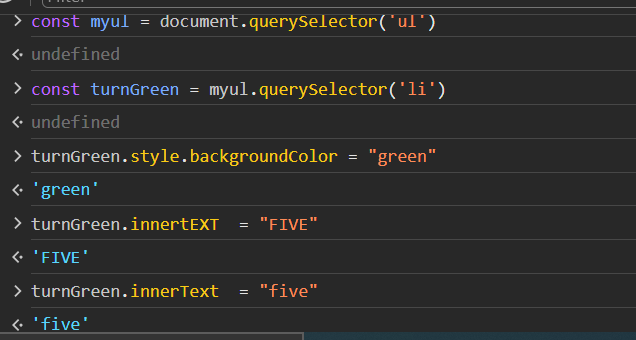 Filter
> const myul = document.querySelector('ul')
<· undefined
> const turnGreen = myul.querySelector('li')
<· undefined
> turnGreen.style.backgroundColor = "green"
<· 'green'
> turnGreen.innertEXT  = "FIVE"
<· 'FIVE'
> turnGreen.innerText  = "five"
<· 'five'